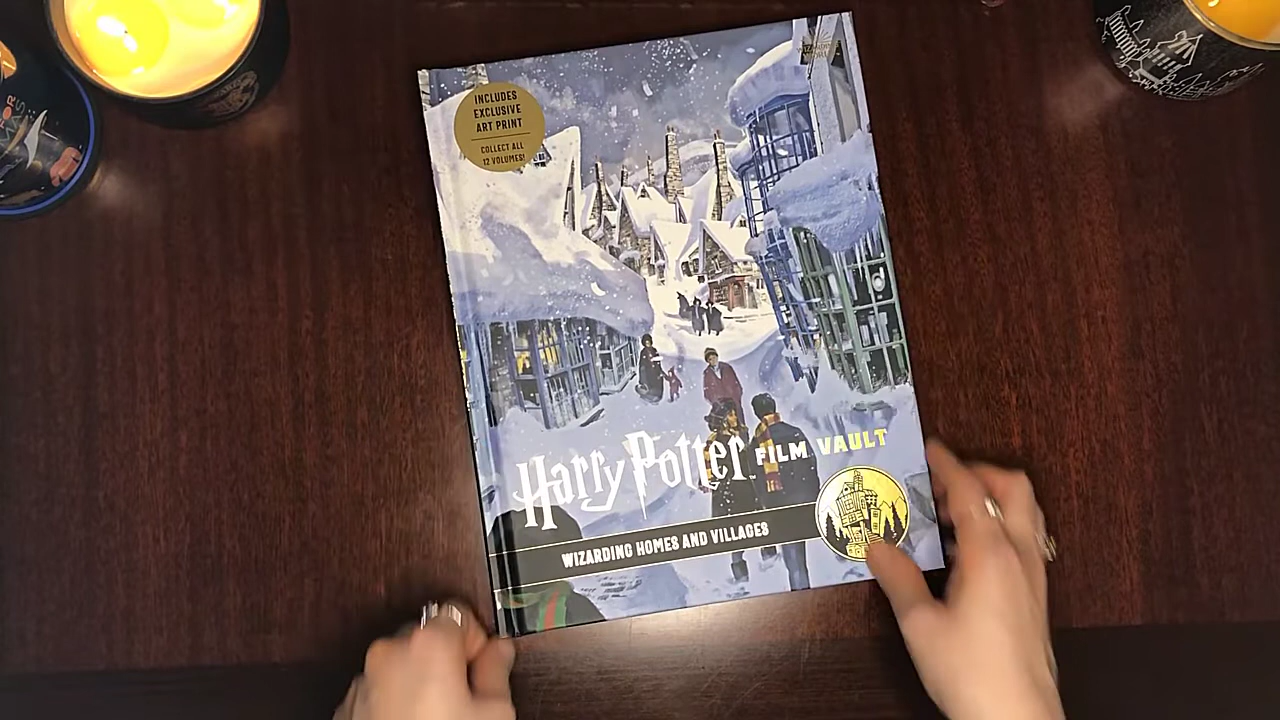 INCLUDES
EXCLUSIVE
ART PRINT
COLLECT ALL
12 VOLUMES!
Harry Potter FILM VAULT
WIZARDING HOMES AND VILLAGES